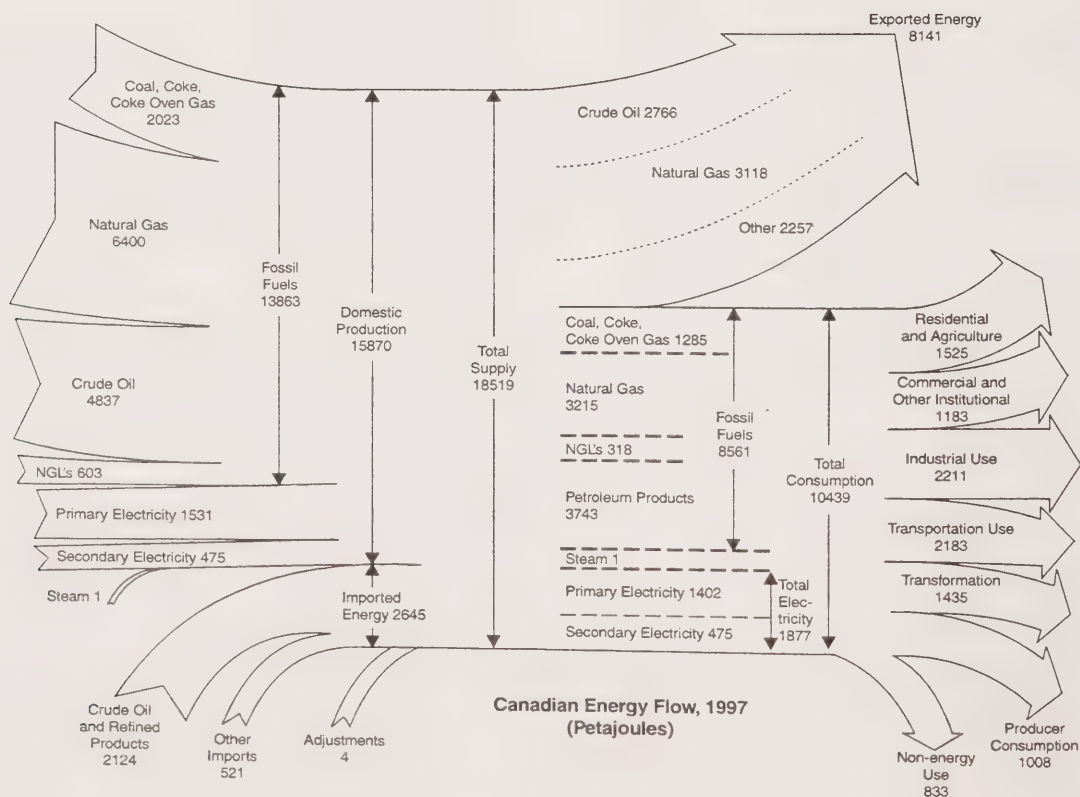 Exported Energy
8141
Coal, Coke,
Coke Oven Gas
2023
Crude Oil 2766
Natural Gas 3118
Other 2257
Natural Gas
6400
Fossil
Fuels
13863
Domestic
Production
15870
Total
Supply
18519
Coal, Coke,
Coke Oven Gas 1285
Residential
and Agriculture
1525
Crude Oil
4837
Natural Gas
3215
Fossil
Fuels
8561
Commercial and
Other Institutional
1183
NGL's 603
NGL's 318
Total
Consumption
10439
Industrial Use
2211
Primary Electricity 1531
Petroleum Products
3743
Transportation Use
2183
Secondary Electricity 475
Steam 1
Steam 1
Imported
Energy 2645
Primary Electricity 1402
Total
Elec-
tricity
1877
Transformation
1435
Secondary Electricity 475
Crude Oil
and Refined
Products
2124
Other
Imports
521
Adjustments
4
Canadian Energy Flow, 1997
(Petajoules)
Non-energy
Use
833
Producer
Consumption
1008